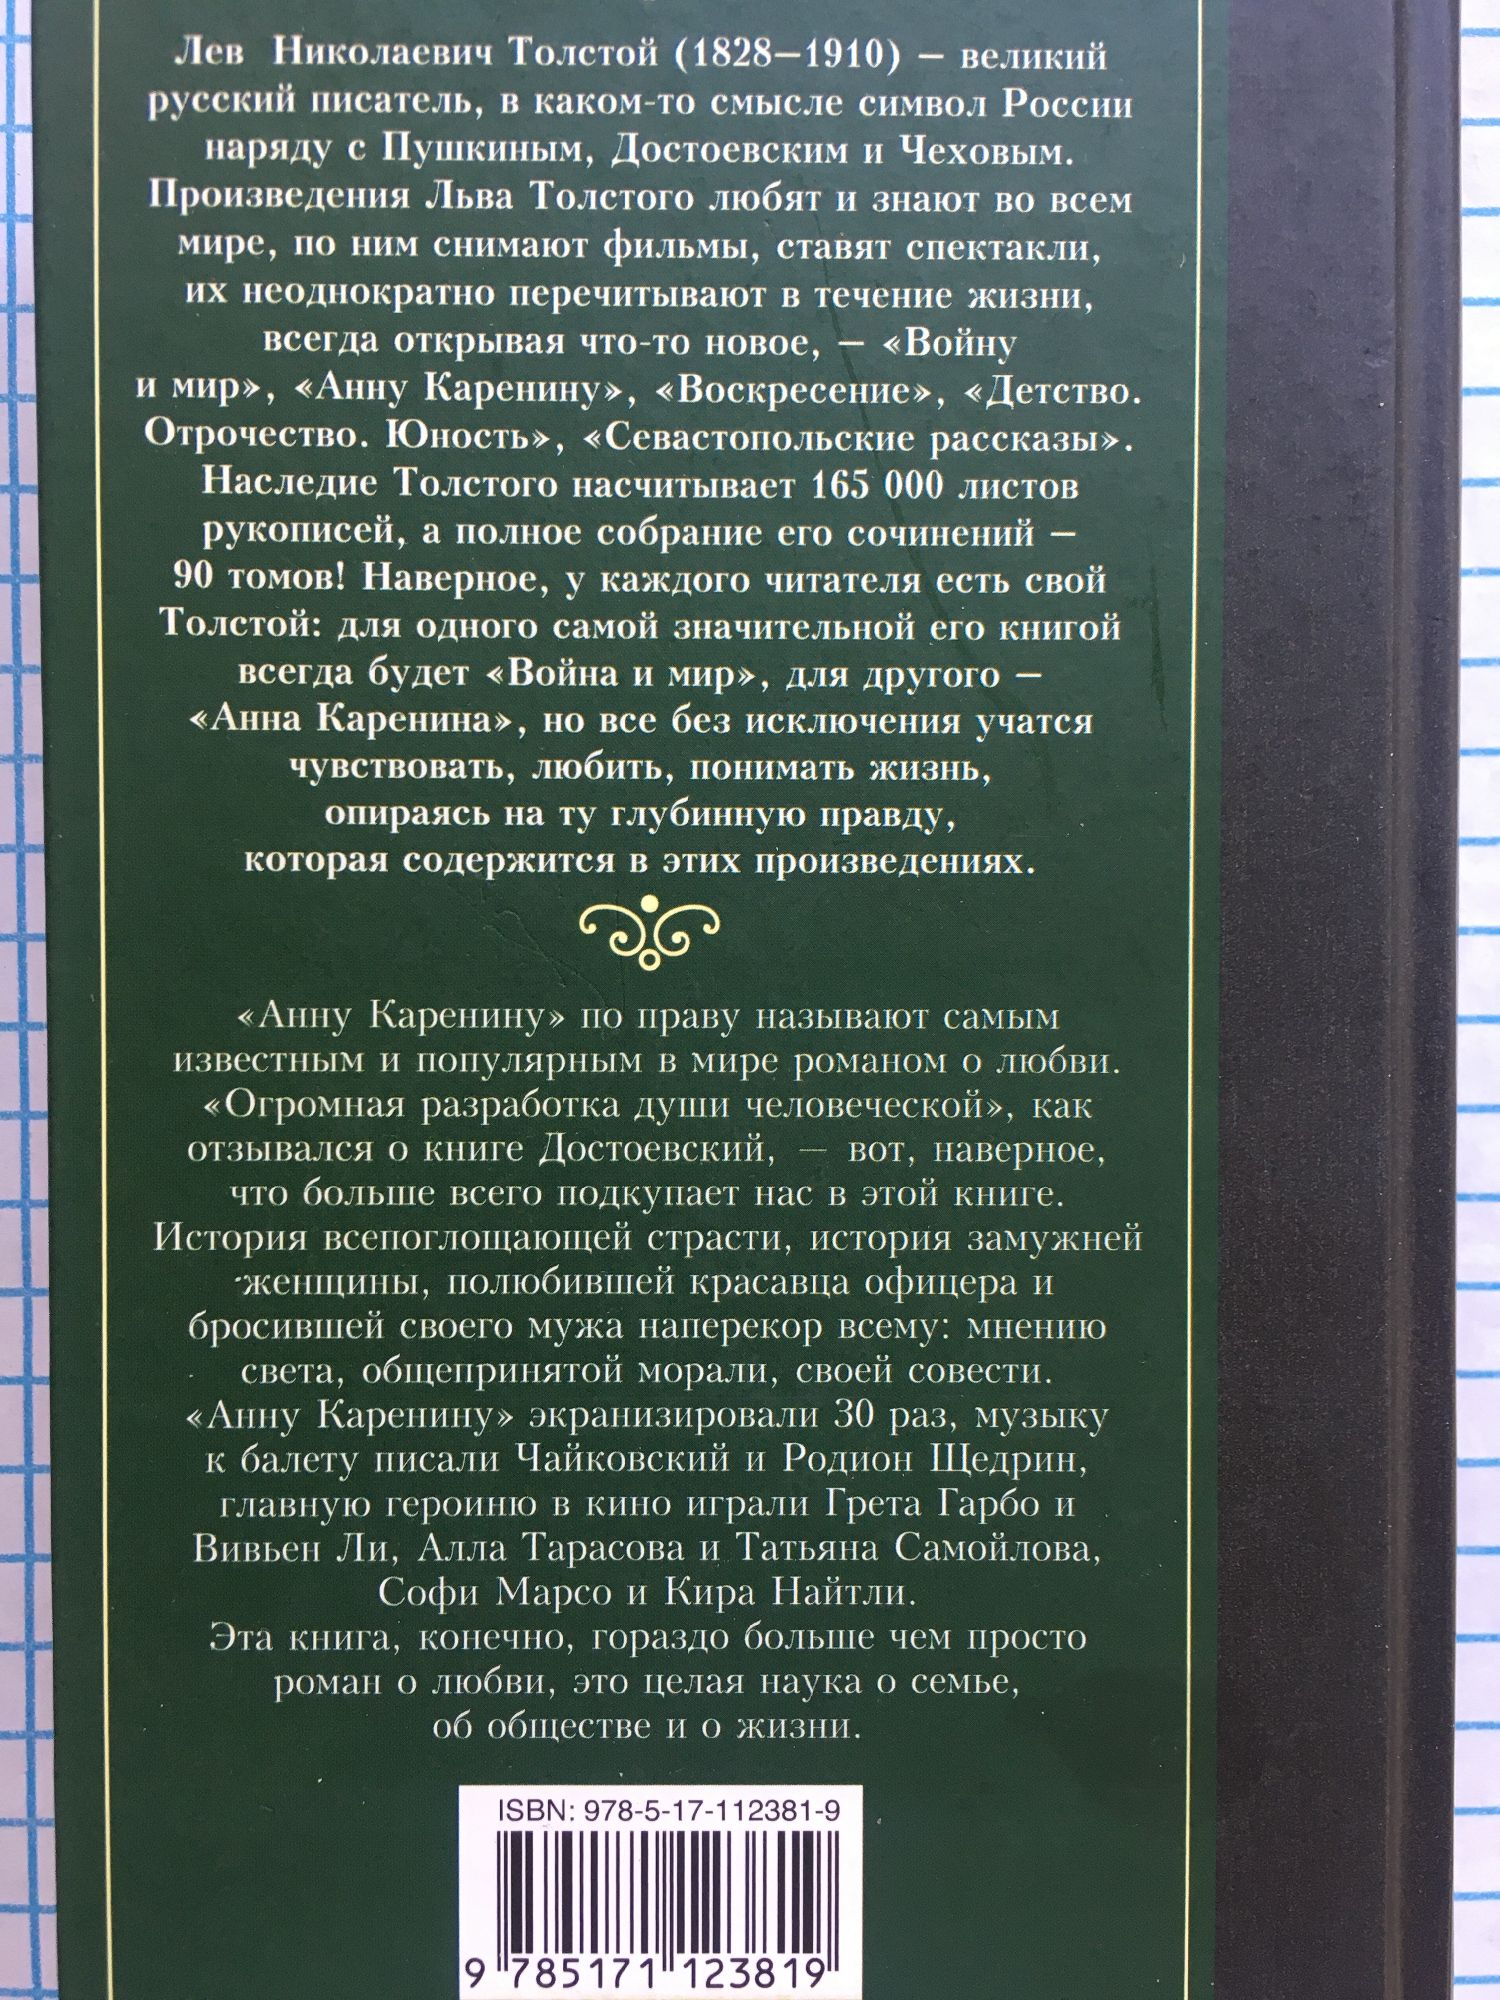 Лев Николаевич Толстой (1828—1910) — великий
русский писатель, в каком-то смысле символ России
наряду с Пушкиным, Достоевским и Чеховым.
Произведения Льва Толстого любят и знают во всем
мире, по ним снимают фильмы, ставят спектакли,
их неоднократно перечитывают в течение жизни,
всегда открывая что-то новое, — «Войну
и мир», «Анну Каренину», «Воскресение», «Детство.
Отрочество. Юность», «Севастопольские рассказы».
Наследие Толстого насчитывает 165 000 листов
рукописей, а полное собрание его сочинений —
90 томов! Наверное, у каждого читателя есть свой
Толстой: для одного самой значительной его книгой
всегда будет «Война и мир», для другого —
«Анна Каренина», но все без исключения учатся
чувствовать, любить, понимать жизнь,
опираясь на ту глубинную правду,
которая содержится в этих произведениях.
«Анну Каренину» по праву называют самым
известным и популярным в мире романом о любви.
«Огромная разработка души человеческой», как
отзывался о книге Достоевский, — вот, наверное,
что больше всего подкупает нас в этой книге.
История всепоглощающей страсти, история замужней
женщины, полюбившей красавца офицера и
бросившей своего мужа наперекор всему: мнению
света, общепринятой морали, своей совести.
«Анну Каренину» экранизировали 30 раз, музыку
к балету писали Чайковский и Родион Щедрин,
главную героиню в кино играли Грета Гарбо и
Вивьен Ли, Алла Тарасова и Татьяна Самойлова,
Софи Марсо и Кира Найтли.
Эта книга, конечно, гораздо больше чем просто
роман о любви, это целая наука о семье,
об обществе и о жизни.
ISBN: 978-5-17-112381-9
9 785171 123819